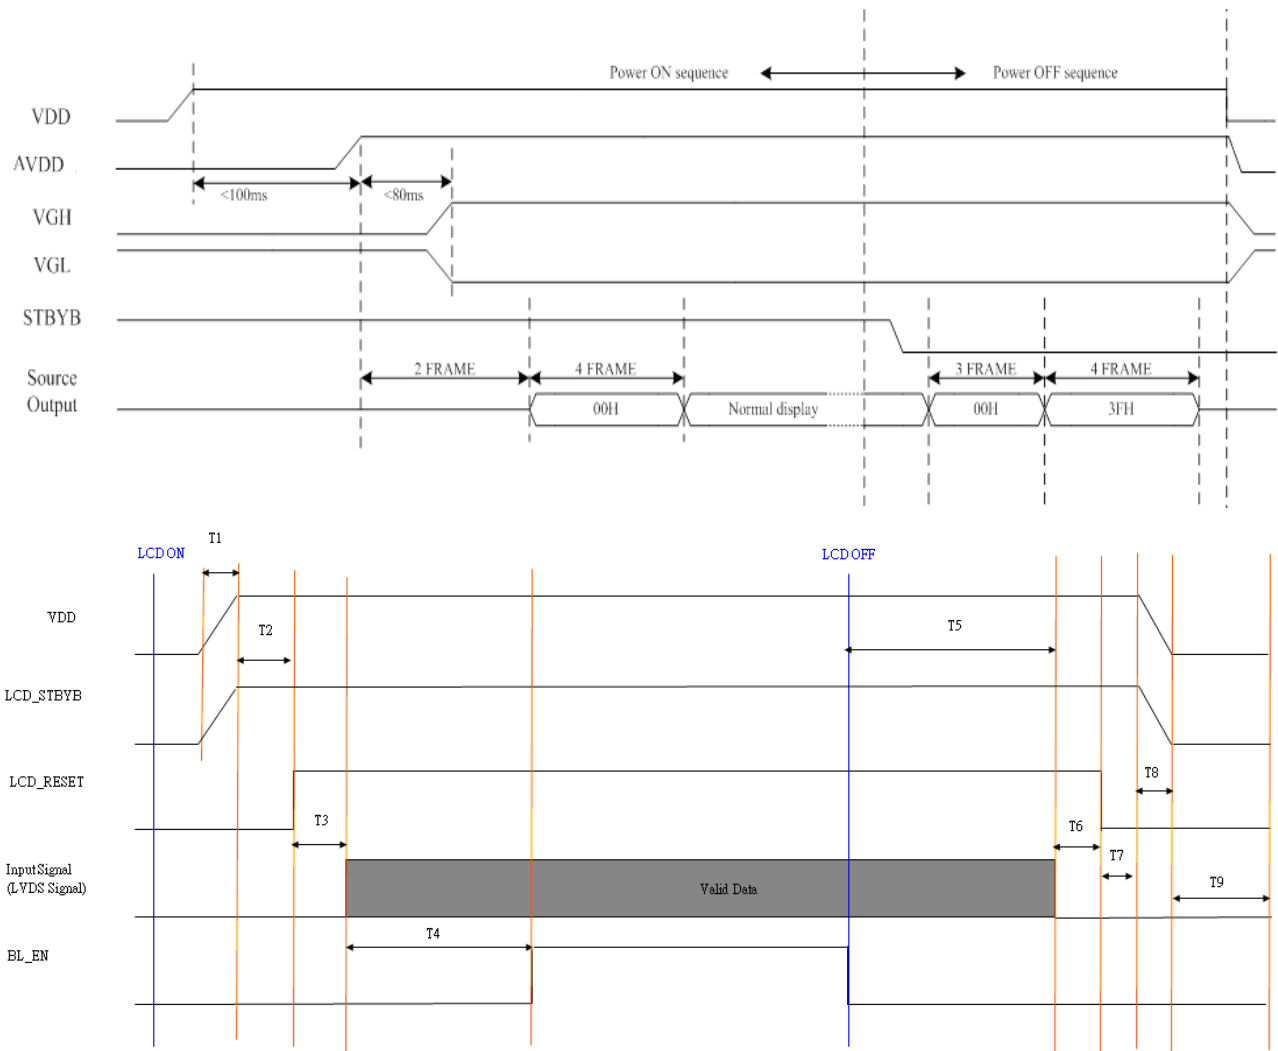 Power ON sequence
Power OFF sequence
VDD
AVDD
<100ms
<80ms
VGH
VGL
STBYB
Source
Output
2 FRAME
4 FRAME
3 FRAME
4 FRAME
00H
Normal display
00H
3FH
LCD ON
T1
LCD OFF
VDD
T2
T5
LCD_STBYB
LCD_RESET
T8
T3
T6
T7
Input Signal
(LVDS Signal)
Valid Data
T9
T4
BL_EN